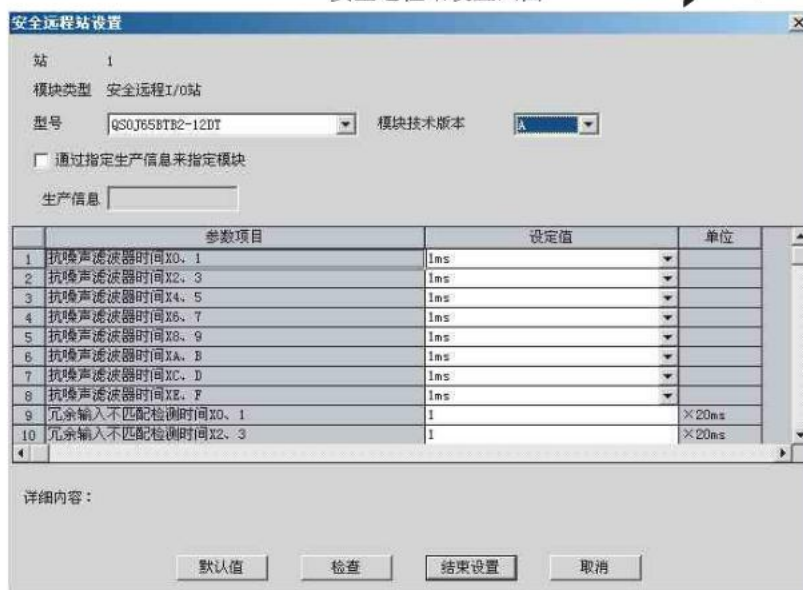 安全远程站设置
站 1
模块类型 安全远程I/O站
型号 QS0J65BTB2-12DT 模块技术版本 A
通过指定生产信息来指定模块
生产信息
参数项目 设定值 单位
1 抗噪声滤波器时间X0、1 1ms
2 抗噪声滤波器时间X2、3 1ms
3 抗噪声滤波器时间X4、5 1ms
4 抗噪声滤波器时间X6、7 1ms
5 抗噪声滤波器时间X8、9 1ms
6 抗噪声滤波器时间XA、B 1ms
7 抗噪声滤波器时间XC、D 1ms
8 抗噪声滤波器时间XE、F 1ms
9 冗余输入不匹配检测时间X0、1 1 ×20ms
10 冗余输入不匹配检测时间X2、3 1 ×20ms
详细内容：
默认值 检查 结束设置 取消